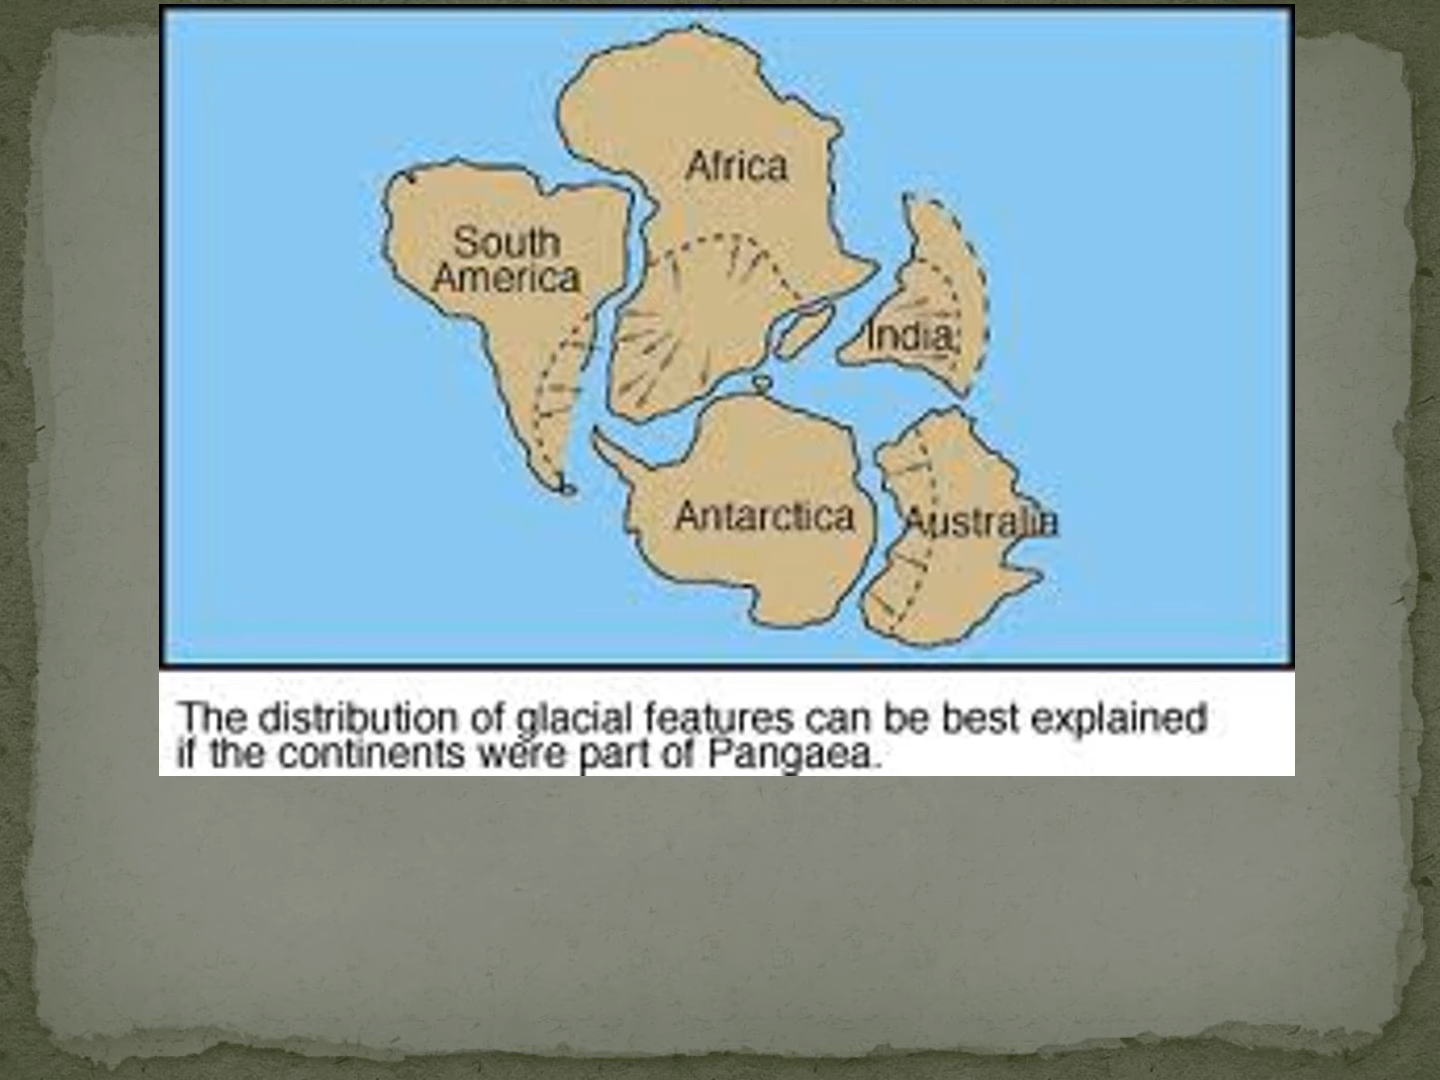 Africa
South
America
India
Antarctica
Australia
The distribution of glacial features can be best explained
if the continents were part of Pangaea.